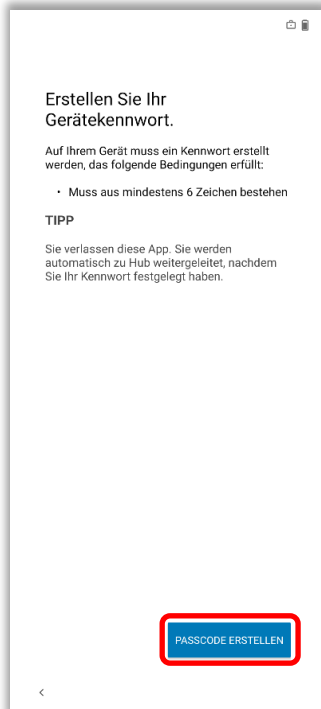 Erstellen Sie Ihr
Gerätekennwort.
Auf Ihrem Gerät muss ein Kennwort erstellt
werden, das folgende Bedingungen erfüllt:
• Muss aus mindestens 6 Zeichen bestehen
TIPP
Sie verlassen diese App. Sie werden
automatisch zu Hub weitergeleitet, nachdem
Sie Ihr Kennwort festgelegt haben.
PASSCODE ERSTELLEN